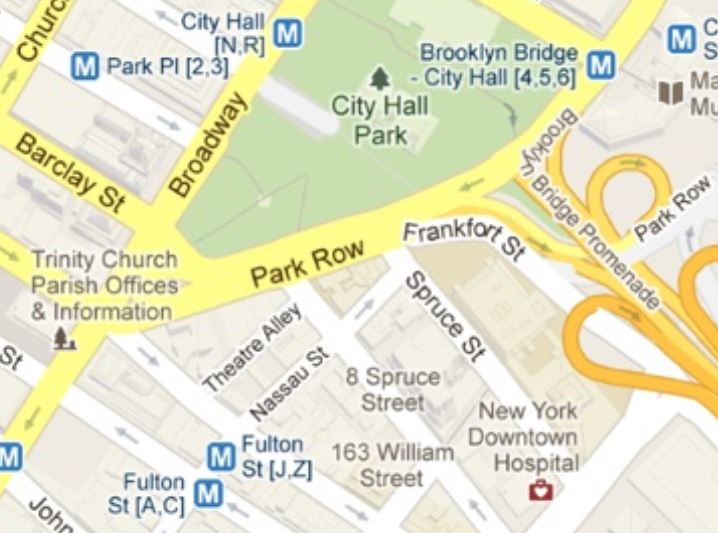 Church
City Hall
[N,R]
M
M
Park Pl [2,3]
Brooklyn Bridge
- City Hall [4,5,6]
M
M
City Hall
Park
Broadway
Barclay St
Brooklyn Bridge Promenade
Park Row
Trinity Church
Parish Offices
& Information
Park Row
Frankfort St
Spruce St
Theatre Alley
Nassau St
St
8 Spruce
Street
New York
Downtown
Hospital
163 William
Street
M
M
Fulton
St [J,Z]
Fulton
St [A,C]
M
John